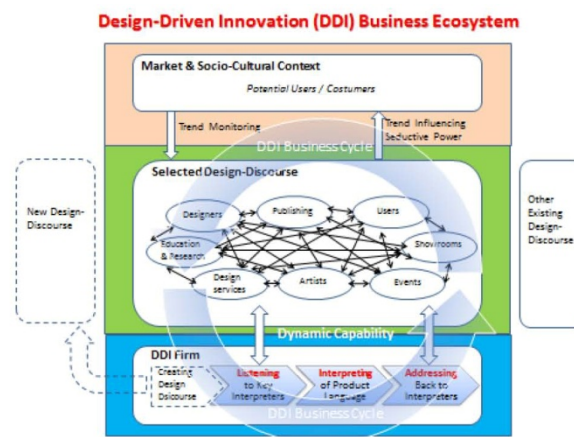 Design-Driven Innovation (DDI) Business Ecosystem
Market & Socio-Cultural Context
Potential Users / Costumers
Trend Monitoring
Trend Influencing
Seductive Power
DDI Business Cycle
Selected Design-Discourse
New Design-
Discourse
Other
Existing
Design-
Discourse
Designers
Publishing
Users
Education
& Research
Showrooms
Design
services
Artists
Events
Dynamic Capability
DDI Firm
Creating
Design
Dsicourse
Listening
to Key
Interpreters
Interpreting
of Product
Language
Addressing
Back to
Interpreters
DDI Business Cycle